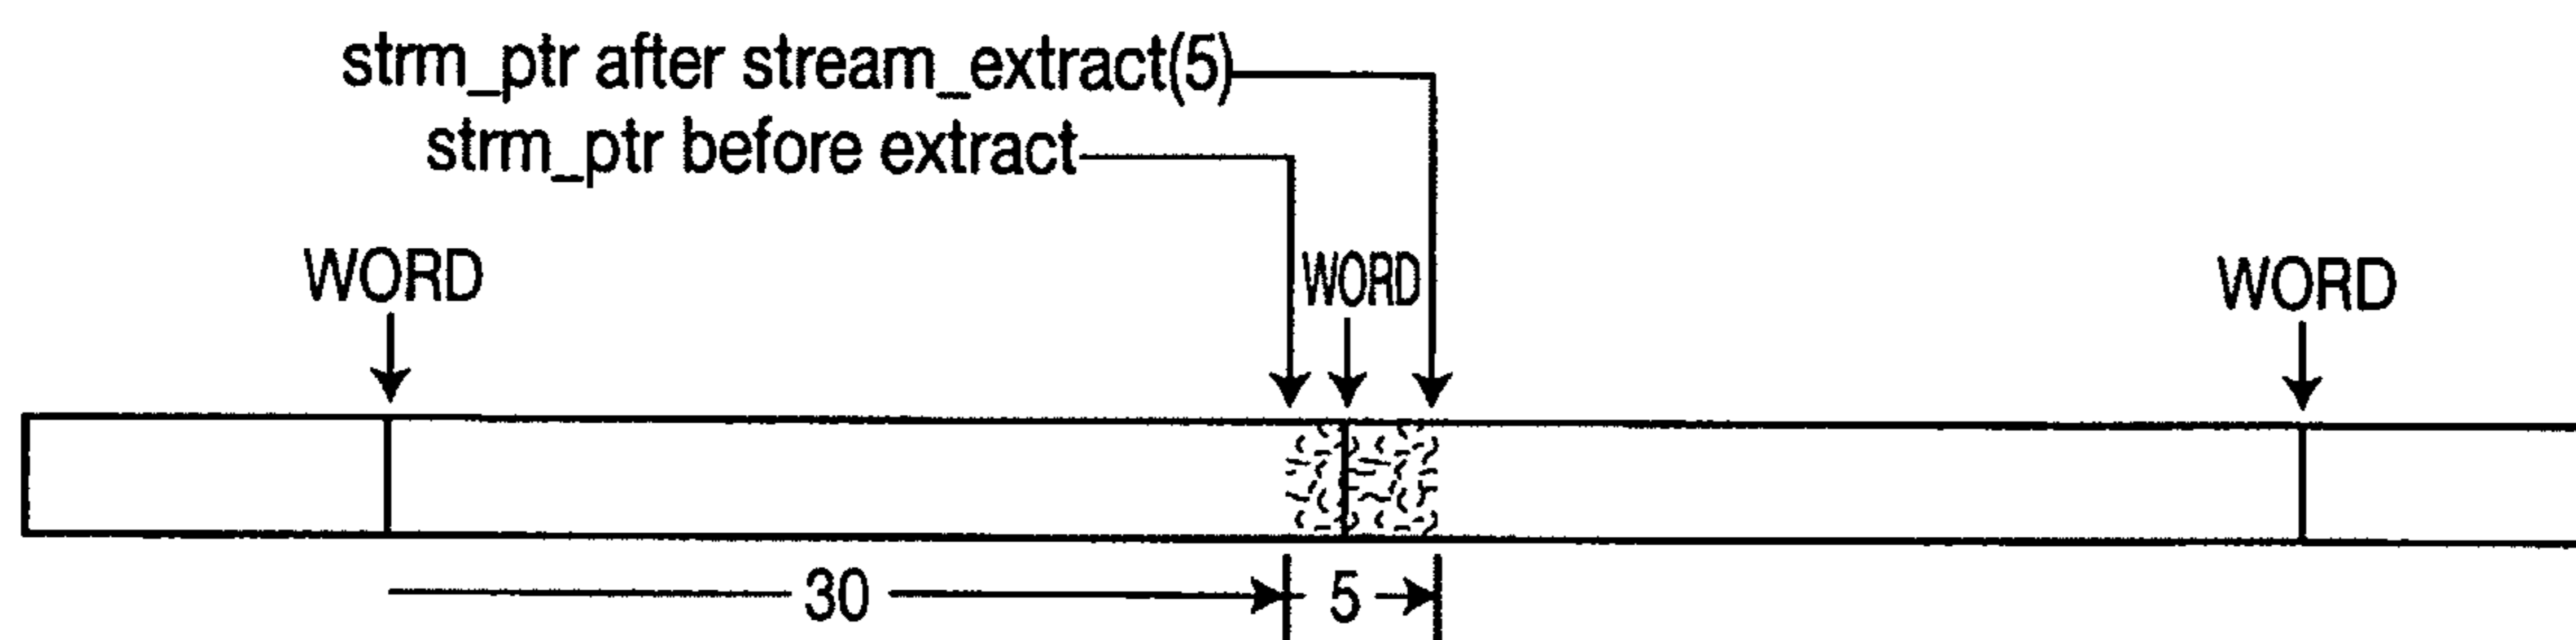 strm_ptr after stream_extract(5)
strm_ptr before extract
WORD WORD WORD
30 5